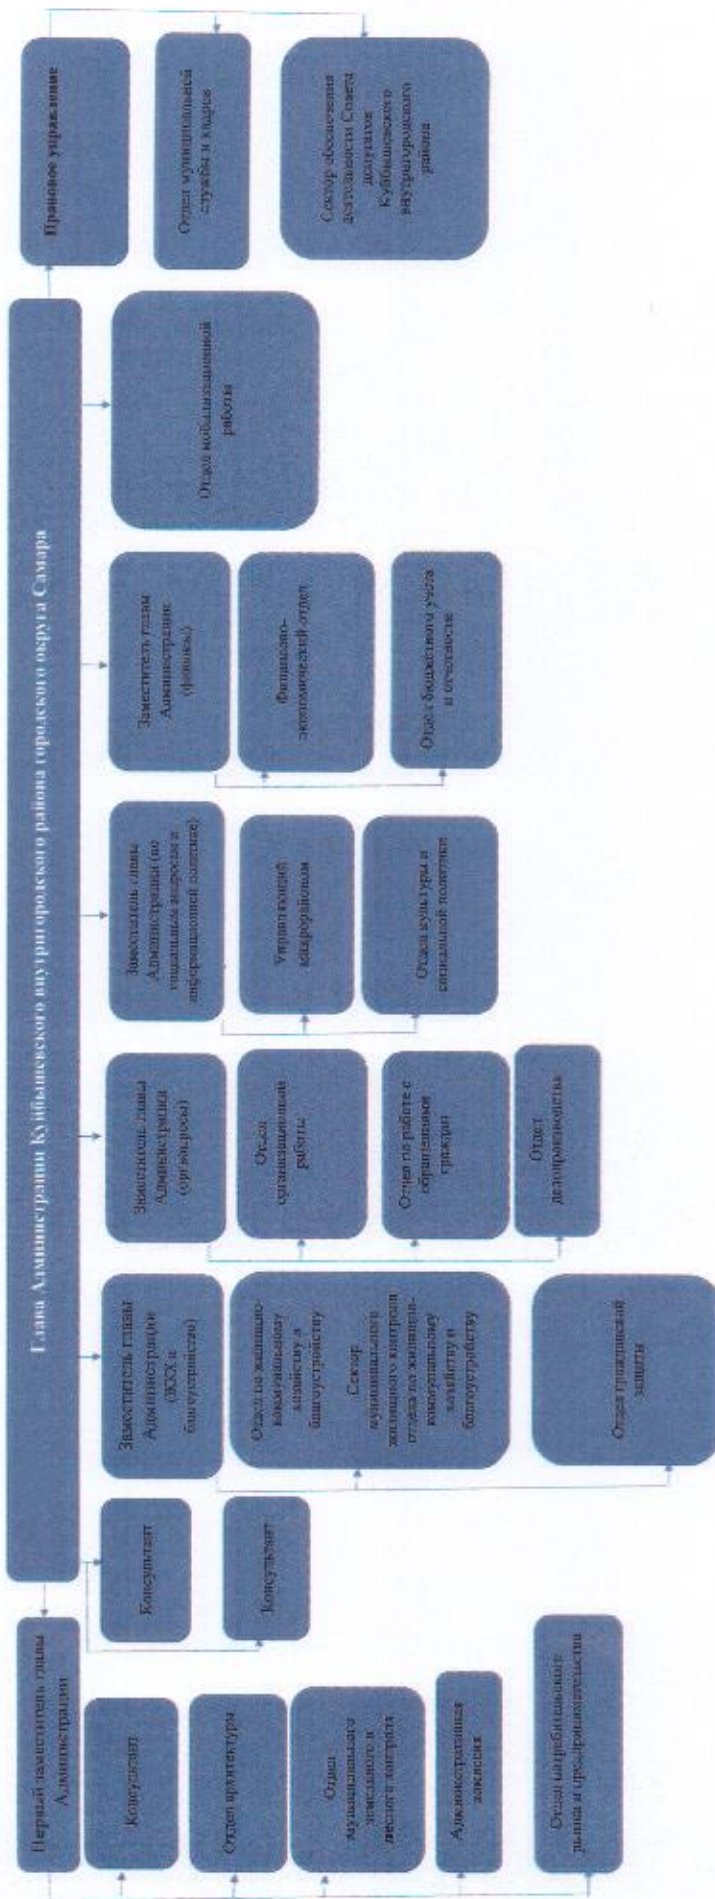 Глава Администрации Куйбышевского внутригородского района городского округа Самара
Первый заместитель главы
Администрации
Консультант
Отдел архитектуры
Отдел
муниципального
земельного и
лесного контроля
Административная
комиссия
Отдел потребительского
рынка и предпринимательства
Консультант
Консультант
Заместитель главы
Администрации
(ЖКХ и
благоустройство)
Отдел по жилищно-
коммунальному
хозяйству и
благоустройству
Сектор
муниципального
жилищного контроля
отдела по жилищно-
коммунальному
хозяйству и
благоустройству
Отдел гражданской
защиты
Заместитель главы
Администрации
(оргвопросы)
Отдел
организационной
работы
Отдел по работе с
обращениями
граждан
Отдел
делопроизводства
Заместитель главы
Администрации (по
социальным вопросам и
информационной политике)
Управляющий
микрорайоном
Отдел культуры и
социальной политики
Заместитель главы
Администрации
(финансы)
Финансово-
экономический отдел
Отдел бюджетного учета
и отчетности
Отдел мобилизационной
работы
Правовое управление
Отдел муниципальной
службы и кадров
Сектор обеспечения
деятельности Совета
депутатов
Куйбышевского
внутригородского
района